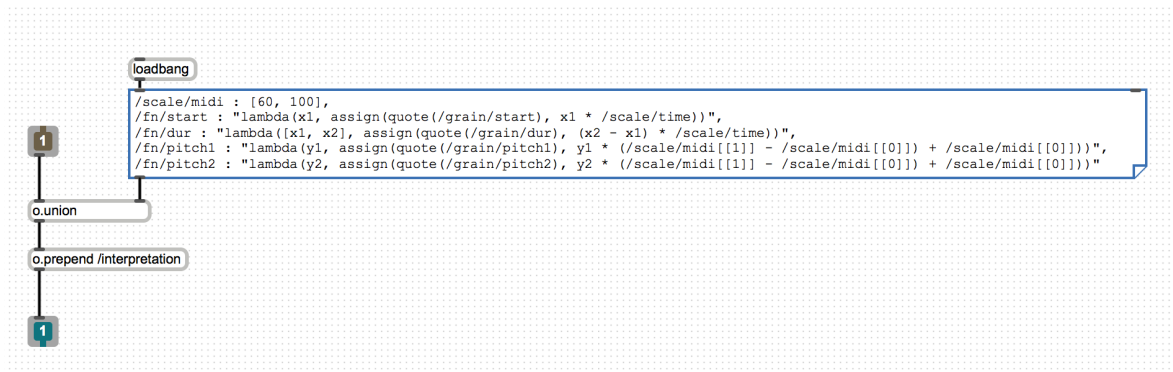 loadbang
/scale/midi : [60, 100],
/fn/start : "lambda(x1, assign(quote(/grain/start), x1 * /scale/time))",
/fn/dur : "lambda([x1, x2], assign(quote(/grain/dur), (x2 - x1) * /scale/time))",
/fn/pitch1 : "lambda(y1, assign(quote(/grain/pitch1), y1 * (/scale/midi[[1]] - /scale/midi[[0]]) + /scale/midi[[0]]))",
/fn/pitch2 : "lambda(y2, assign(quote(/grain/pitch2), y2 * (/scale/midi[[1]] - /scale/midi[[0]]) + /scale/midi[[0]]))"
1
o.union
o.prepend /interpretation
1